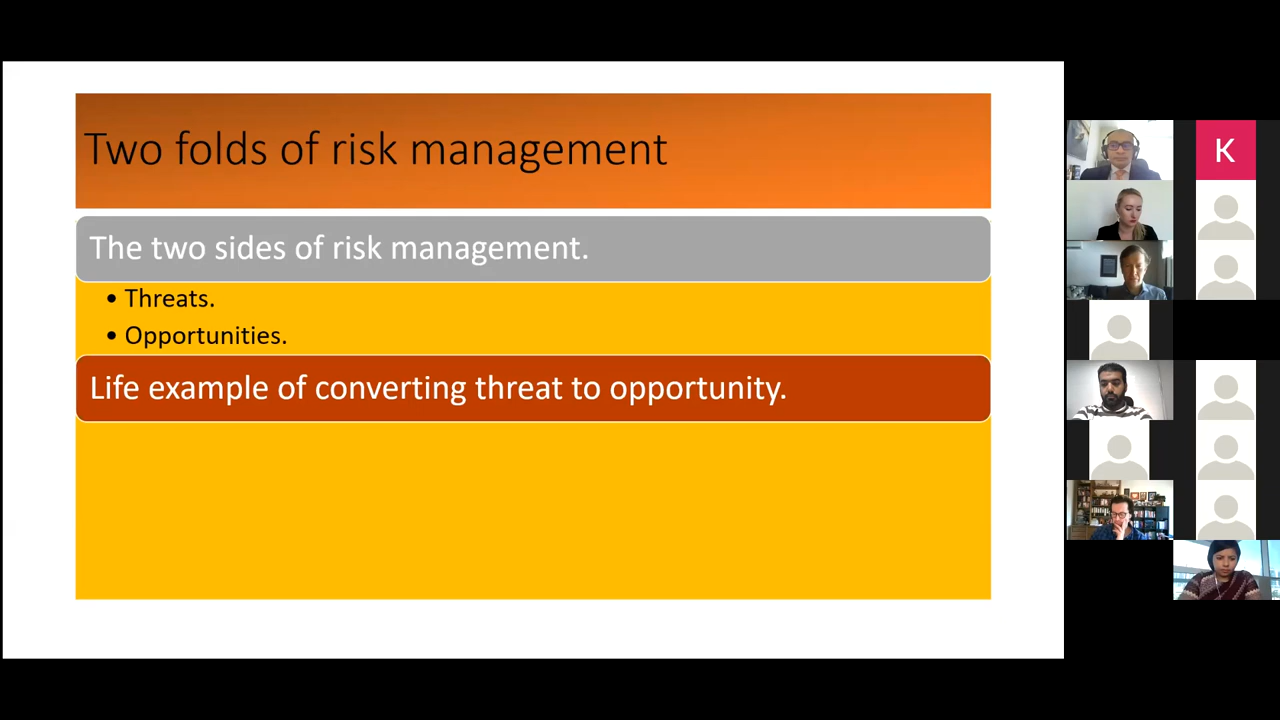 Two folds of risk management
The two sides of risk management.
• Threats.
• Opportunities.
Life example of converting threat to opportunity.
K